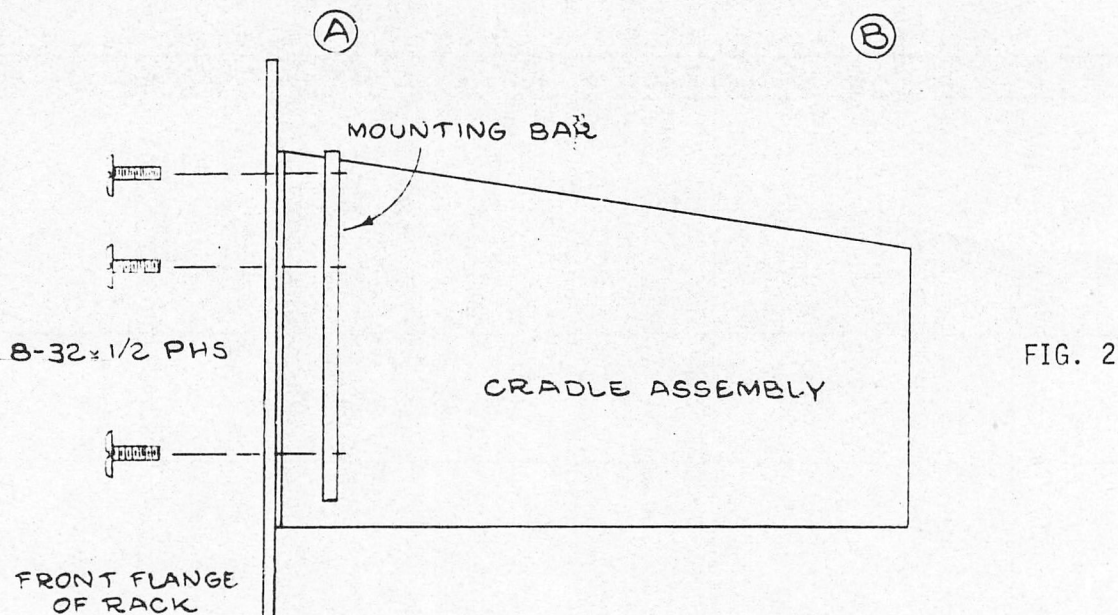 A
B
MOUNTING BAR
8-32 x 1/2 PHS
CRADLE ASSEMBLY
FIG. 2
FRONT FLANGE
OF RACK